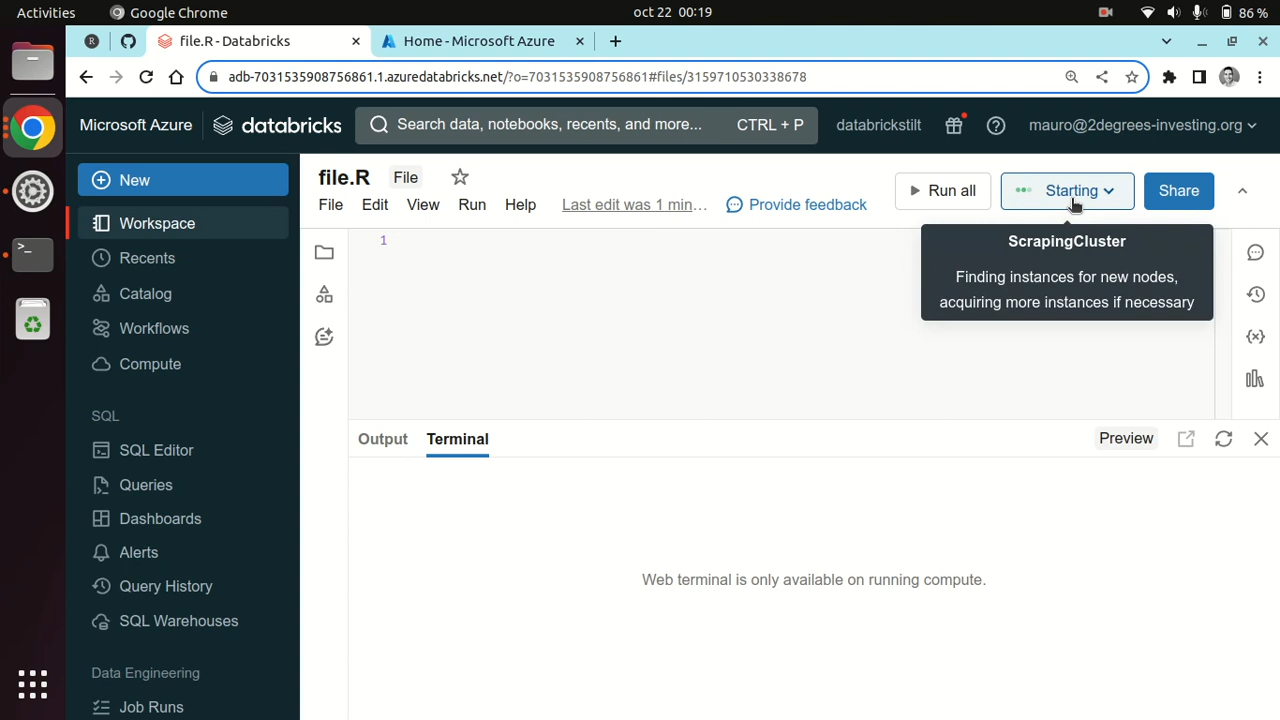 Activities
Google Chrome
oct 22 00:19
86 %
R
file.R - Databricks
Home - Microsoft Azure
adb-7031535908756861.1.azuredatabricks.net/?o=7031535908756861#files/3159710530338678
Microsoft Azure
databricks
Search data, notebooks, recents, and more...
CTRL + P
databrickstilt
mauro@2degrees-investing.org
New
Workspace
Recents
Catalog
Workflows
Compute
SQL
SQL Editor
Queries
Dashboards
Alerts
Query History
SQL Warehouses
Data Engineering
Job Runs
file.R
File
File
Edit
View
Run
Help
Last edit was 1 min...
Provide feedback
Run all
Starting
Share
ScrapingCluster
Finding instances for new nodes,
acquiring more instances if necessary
1
Output
Terminal
Preview
Web terminal is only available on running compute.